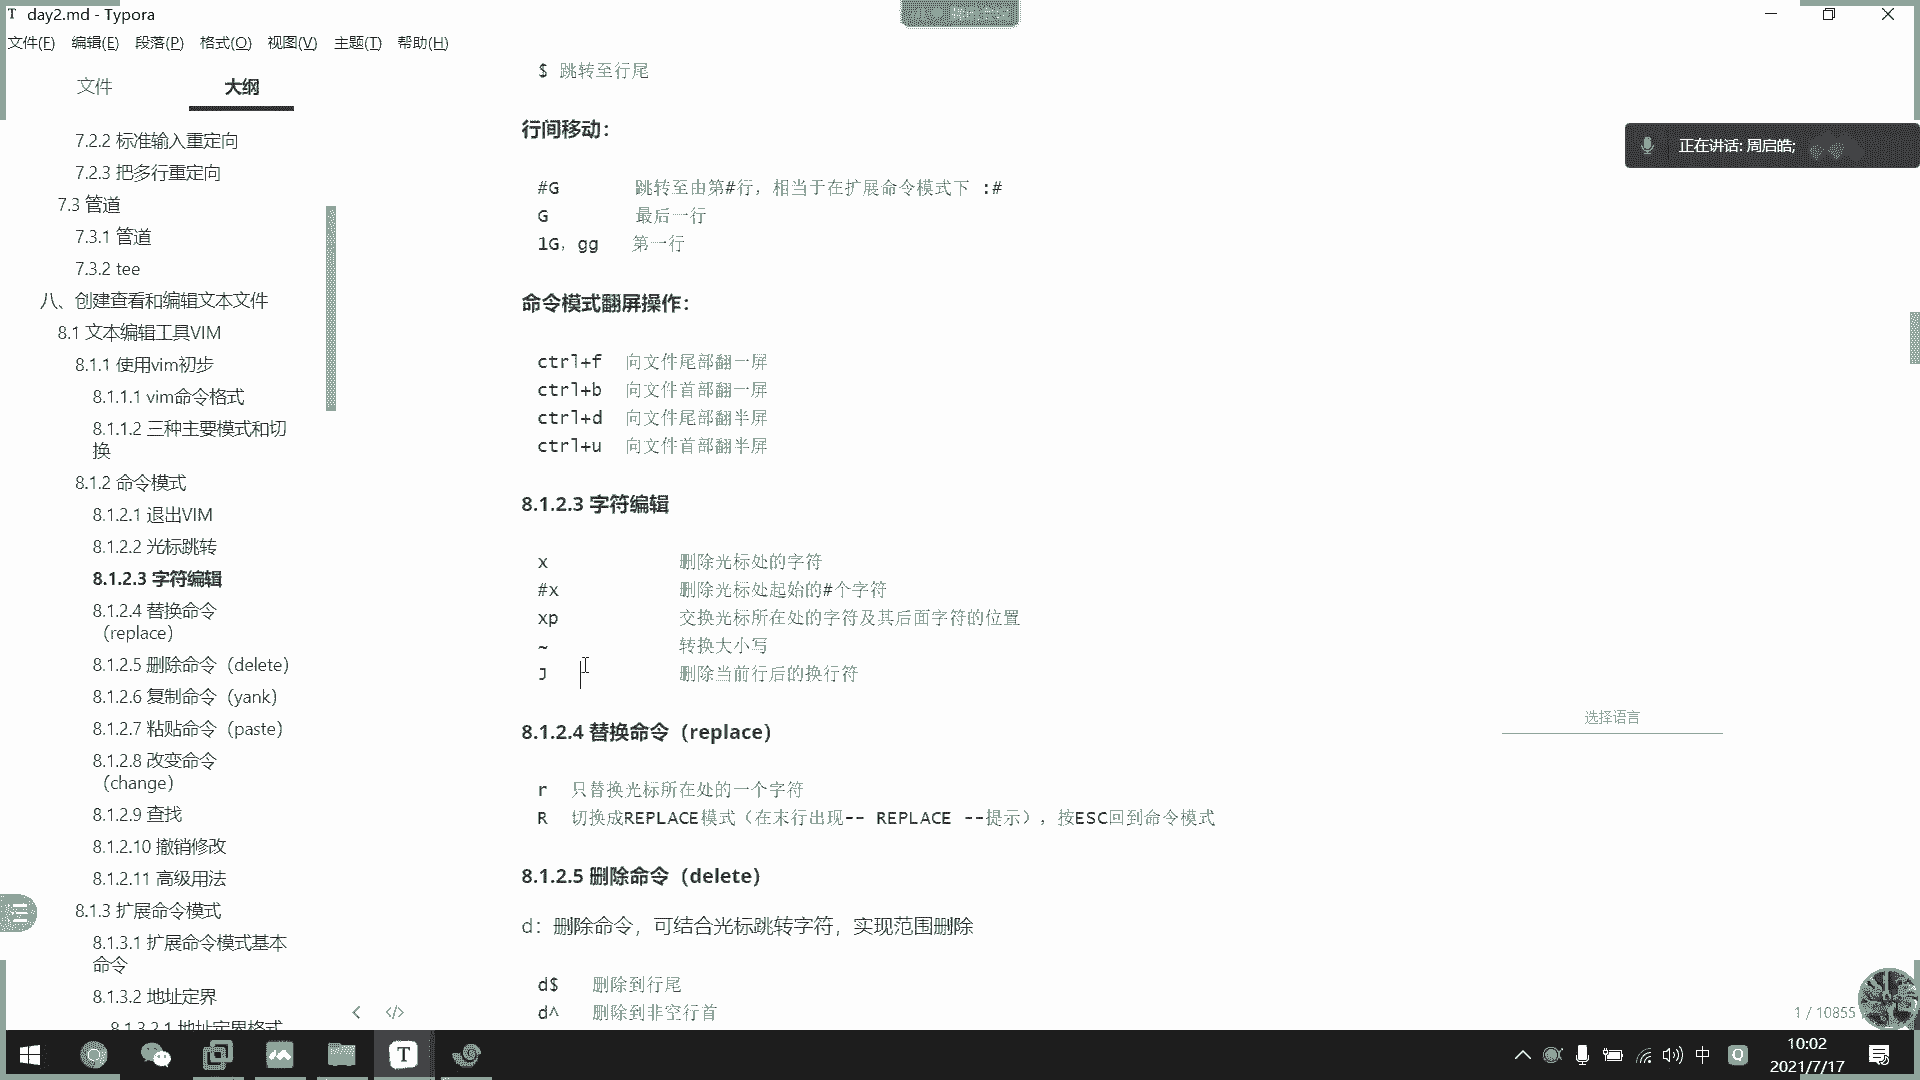 T day2.md - Typora
文件(F) 编辑(E) 段落(P) 格式(O) 视图(V) 主题(T) 帮助(H)
文件 大纲
7.2.2 标准输入重定向
7.2.3 把多行重定向
7.3 管道
7.3.1 管道
7.3.2 tee
八、创建查看和编辑文本文件
8.1 文本编辑工具VIM
8.1.1 使用vim初步
8.1.1.1 vim命令格式
8.1.1.2 三种主要模式和切
换
8.1.2 命令模式
8.1.2.1 退出VIM
8.1.2.2 光标跳转
8.1.2.3 字符编辑
8.1.2.4 替换命令
（replace）
8.1.2.5 删除命令（delete）
8.1.2.6 复制命令（yank）
8.1.2.7 粘贴命令（paste）
8.1.2.8 改变命令
（change）
8.1.2.9 查找
8.1.2.10 撤销修改
8.1.2.11 高级用法
8.1.3 扩展命令模式
8.1.3.1 扩展命令模式基本
命令
8.1.3.2 地址定界
8.1.3.2.1 地址定界格式
$ 跳转至行尾
行间移动：
#G 跳转至由第#行，相当于在扩展命令模式下 :#
G 最后一行
1G，gg 第一行
命令模式翻屏操作：
ctrl+f 向文件尾部翻一屏
ctrl+b 向文件首部翻一屏
ctrl+d 向文件尾部翻半屏
ctrl+u 向文件首部翻半屏
8.1.2.3 字符编辑
x 删除光标处的字符
#x 删除光标处起始的#个字符
xp 交换光标所在处的字符及其后面字符的位置
~ 转换大小写
J 删除当前行后的换行符
8.1.2.4 替换命令（replace）
r 只替换光标所在处的一个字符
R 切换成REPLACE模式（在末行出现-- REPLACE --提示），按ESC回到命令模式
8.1.2.5 删除命令（delete）
d：删除命令，可结合光标跳转字符，实现范围删除
d$ 删除到行尾
d^ 删除到非空行首
正在讲话: 周启皓;
选择语言
1 / 10855
中
10:02
2021/7/17